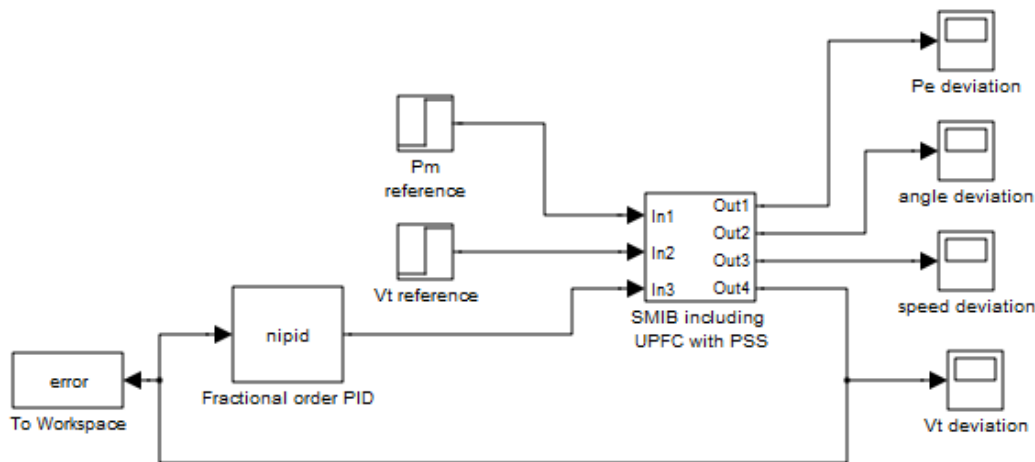 Pe deviation
Pm
reference
angle deviation
In1
Out1
Out2
In2
Out3
In3
Out4
Vt reference
speed deviation
SMIB including
UPFC with PSS
nipid
Fractional order PID
error
To Workspace
Vt deviation